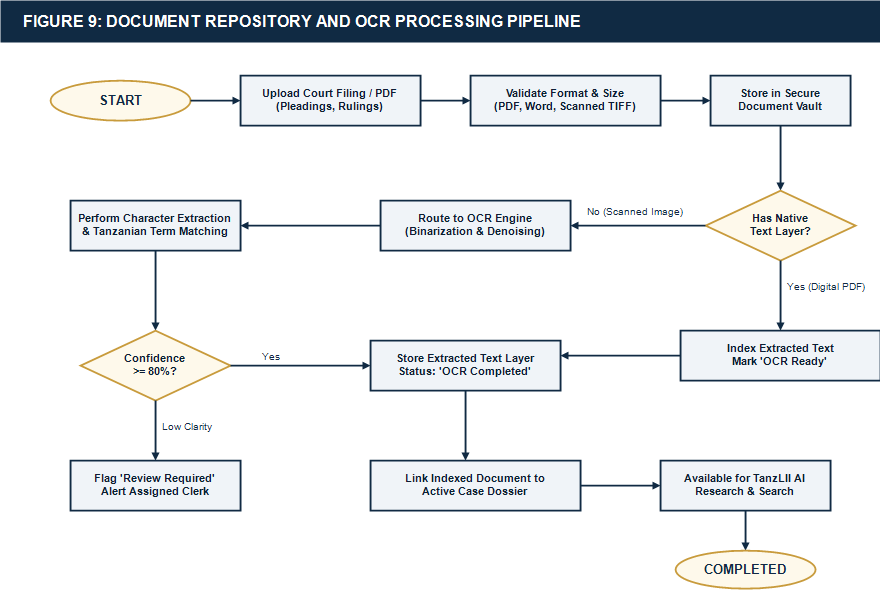 FIGURE 9: DOCUMENT REPOSITORY AND OCR PROCESSING PIPELINE
START
Upload Court Filing / PDF
(Pleadings, Rulings)
Validate Format & Size
(PDF, Word, Scanned TIFF)
Store in Secure
Document Vault
Has Native
Text Layer?
No (Scanned Image)
Route to OCR Engine
(Binarization & Denoising)
Perform Character Extraction
& Tanzanian Term Matching
Yes (Digital PDF)
Index Extracted Text
Mark 'OCR Ready'
Confidence
>= 80%?
Yes
Store Extracted Text Layer
Status: 'OCR Completed'
Low Clarity
Flag 'Review Required'
Alert Assigned Clerk
Link Indexed Document to
Active Case Dossier
Available for TanzLII AI
Research & Search
COMPLETED